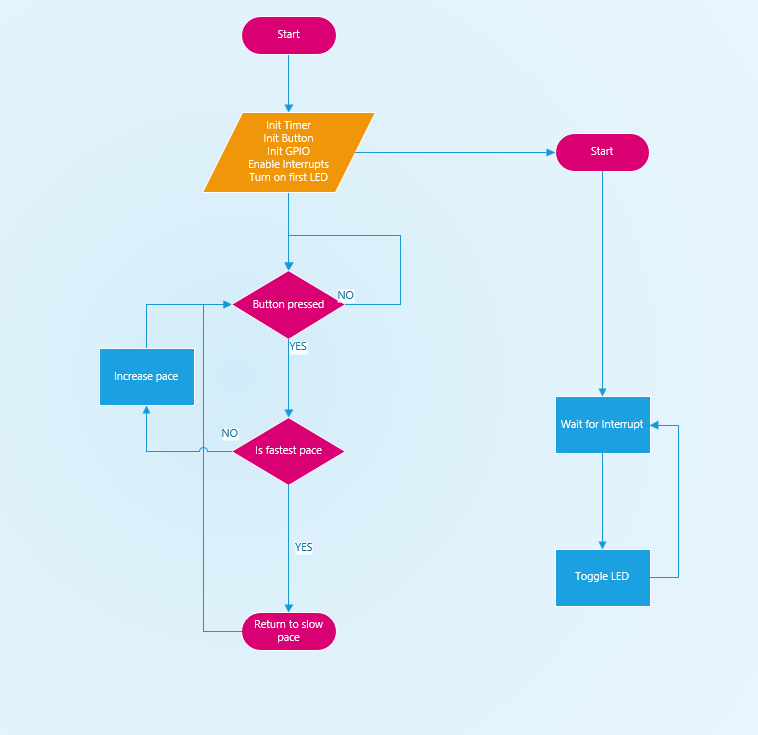 Start
Init Timer
Init Button
Init GPIO
Enable Interrupts
Turn on first LED
Start
Button pressed
NO
YES
Increase pace
NO
Is fastest pace
Wait for Interrupt
YES
Toggle LED
Return to slow
pace